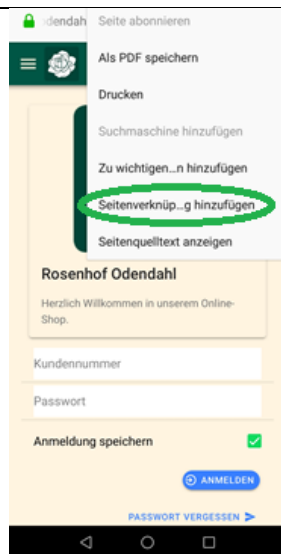 dendah
Seite abonnieren
Als PDF speichern
Drucken
Suchmaschine hinzufügen
Zu wichtigen...n hinzufügen
Seitenverknüp...g hinzufügen
Seitenquelltext anzeigen
Rosenhof Odendahl
Herzlich Willkommen in unserem Online-
Shop.
Kundennummer
Passwort
Anmeldung speichern
ANMELDEN
PASSWORT VERGESSEN